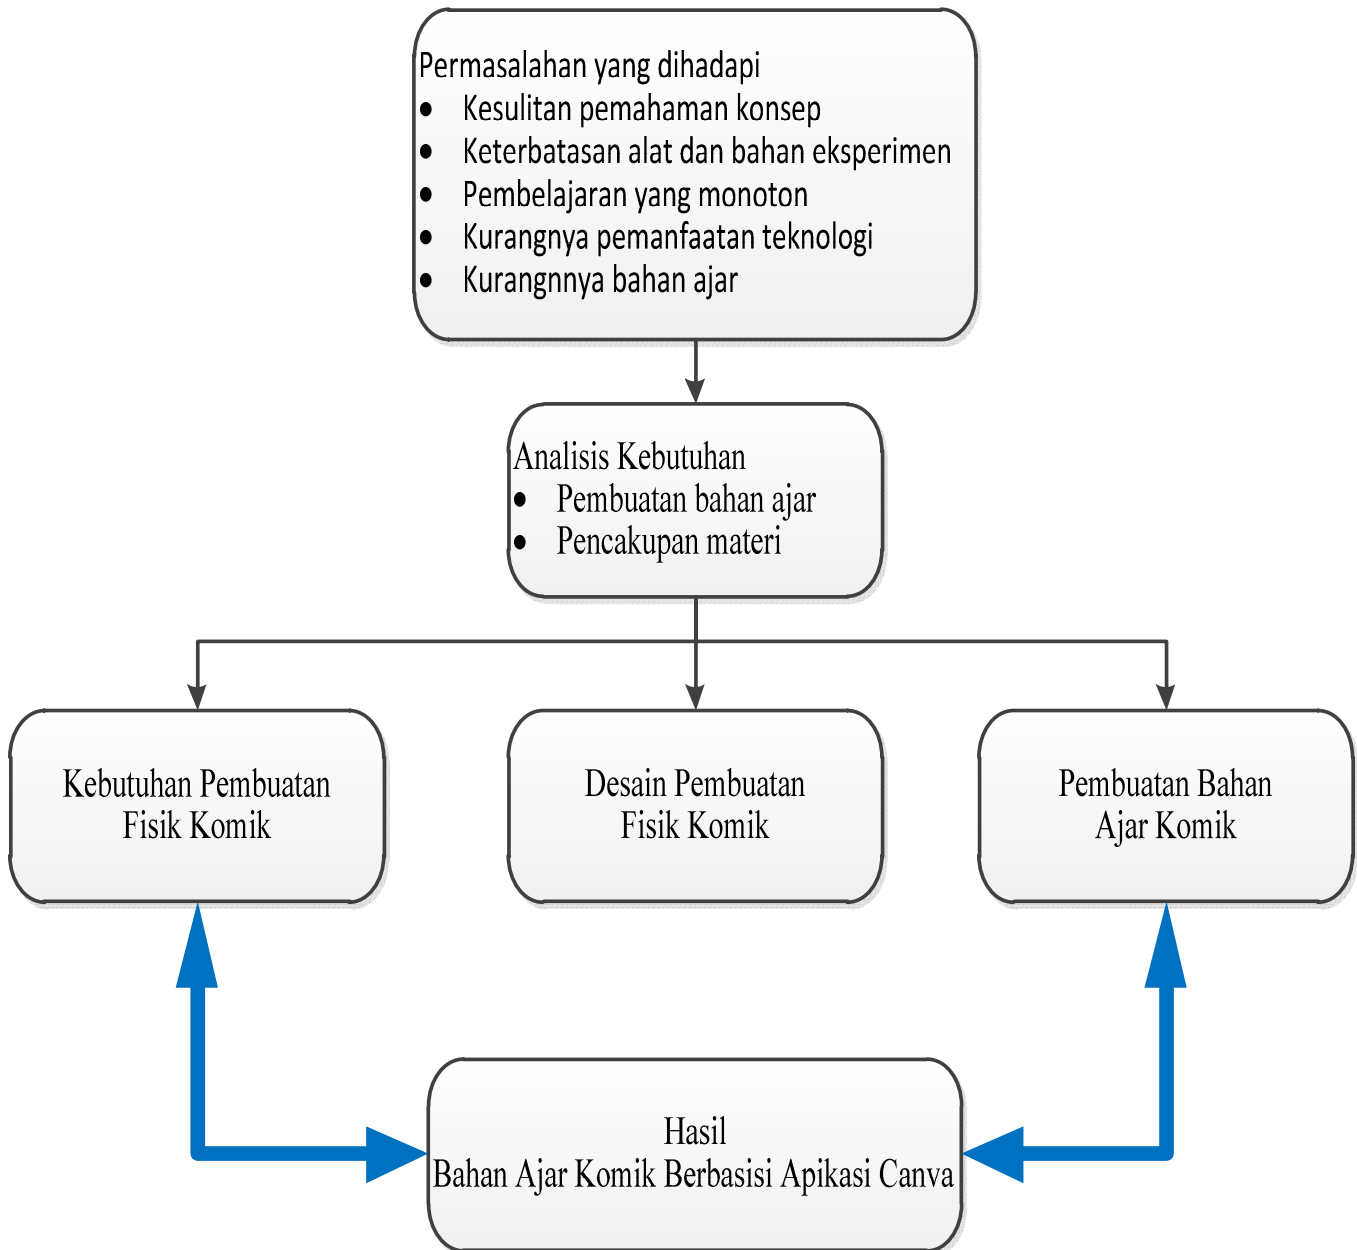 Permasalahan yang dihadapi
• Kesulitan pemahaman konsep
• Keterbatasan alat dan bahan eksperimen
• Pembelajaran yang monoton
• Kurangnya pemanfaatan teknologi
• Kurangnnya bahan ajar
Analisis Kebutuhan
• Pembuatan bahan ajar
• Pencakupan materi
Kebutuhan Pembuatan
Fisik Komik
Desain Pembuatan
Fisik Komik
Pembuatan Bahan
Ajar Komik
Hasil
Bahan Ajar Komik Berbasisi Apikasi Canva